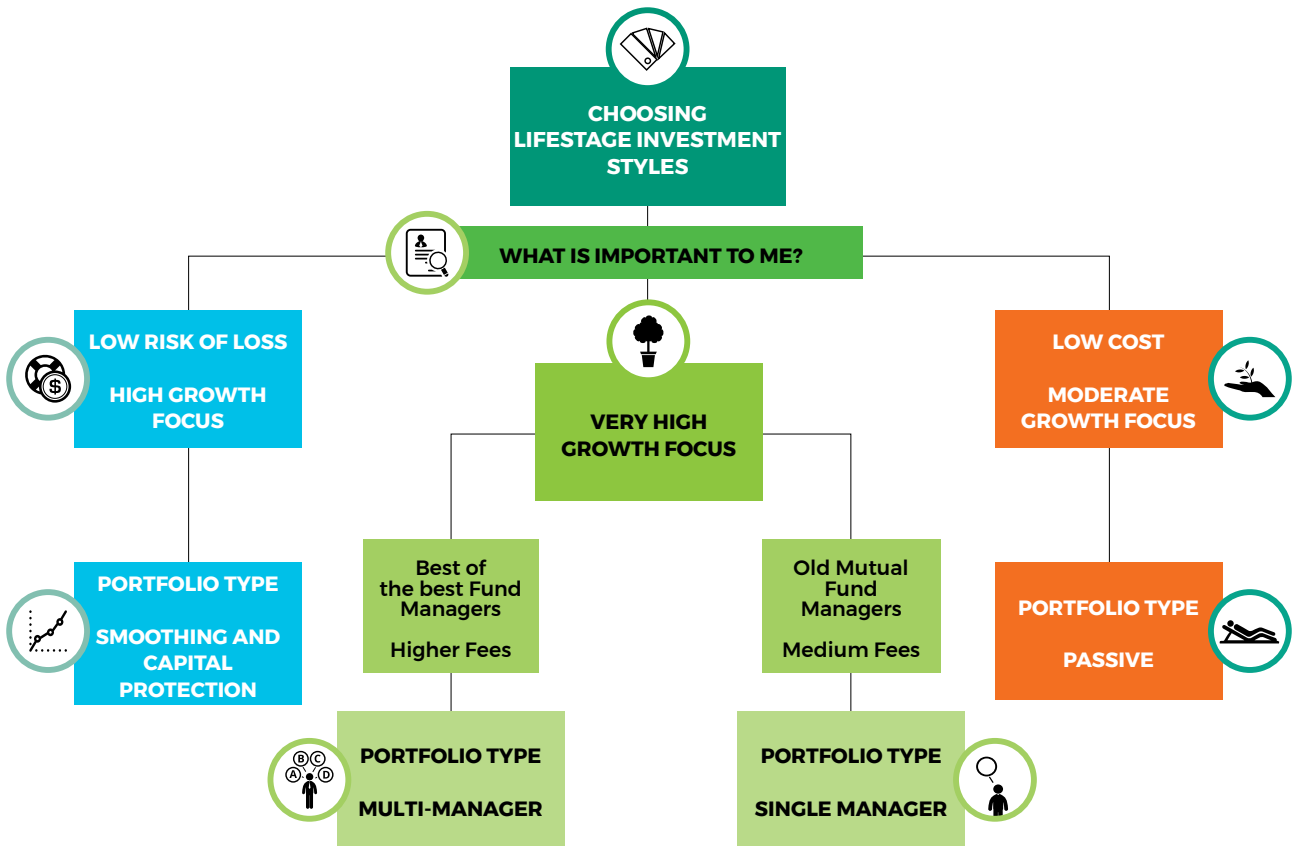 CHOOSING
LIFESTAGE INVESTMENT
STYLES
WHAT IS IMPORTANT TO ME?
LOW RISK OF LOSS
HIGH GROWTH
FOCUS
$
VERY HIGH
GROWTH FOCUS
LOW COST
MODERATE
GROWTH FOCUS
PORTFOLIO TYPE
SMOOTHING AND
CAPITAL
PROTECTION
Best of
the best Fund
Managers
Higher Fees
Old Mutual
Fund
Managers
Medium Fees
PORTFOLIO TYPE
PASSIVE
A B C D
PORTFOLIO TYPE
MULTI-MANAGER
PORTFOLIO TYPE
SINGLE MANAGER